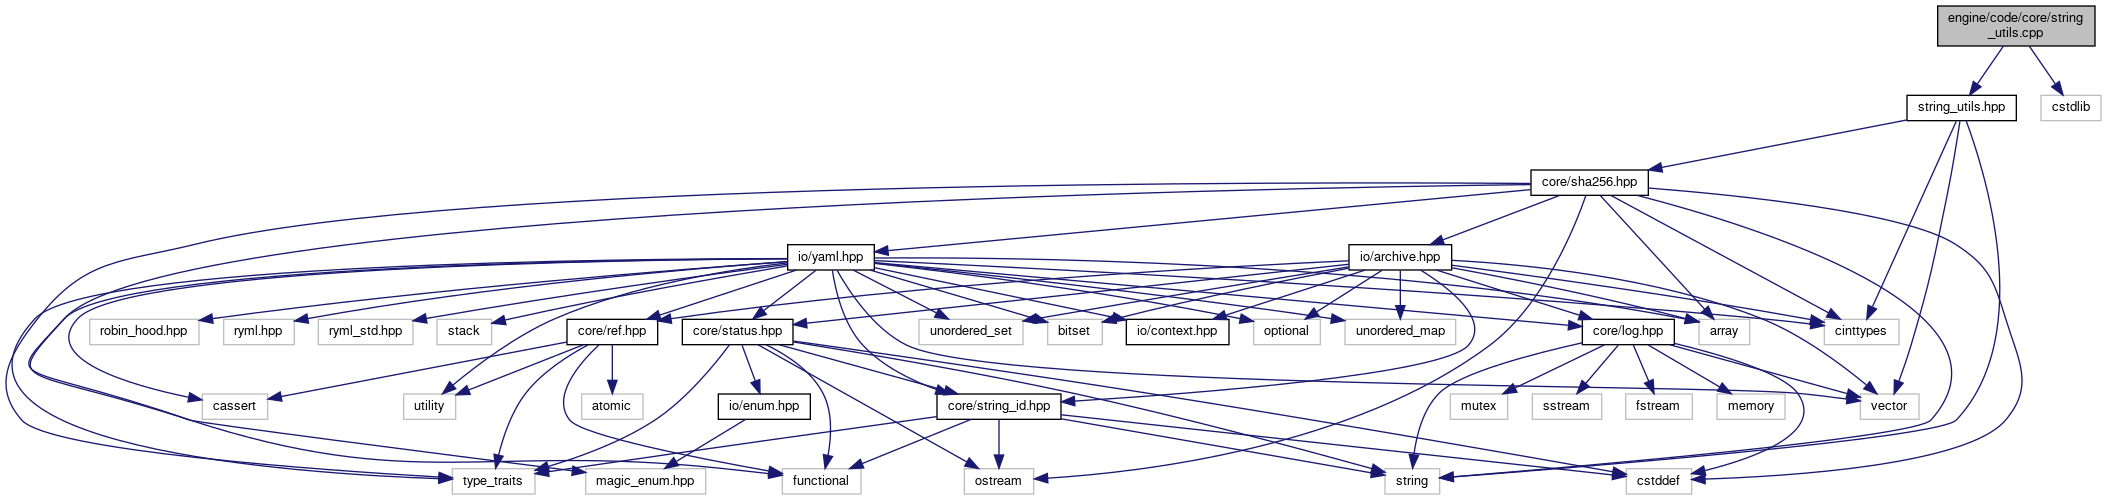 engine/code/core/string
_utils.cpp
string_utils.hpp
cstdlib
core/sha256.hpp
io/yaml.hpp
io/archive.hpp
robin_hood.hpp
ryml.hpp
ryml_std.hpp
stack
core/ref.hpp
core/status.hpp
unordered_set
bitset
io/context.hpp
optional
unordered_map
core/log.hpp
array
cinttypes
cassert
utility
atomic
io/enum.hpp
core/string_id.hpp
mutex
sstream
fstream
memory
vector
type_traits
magic_enum.hpp
functional
ostream
string
cstddef